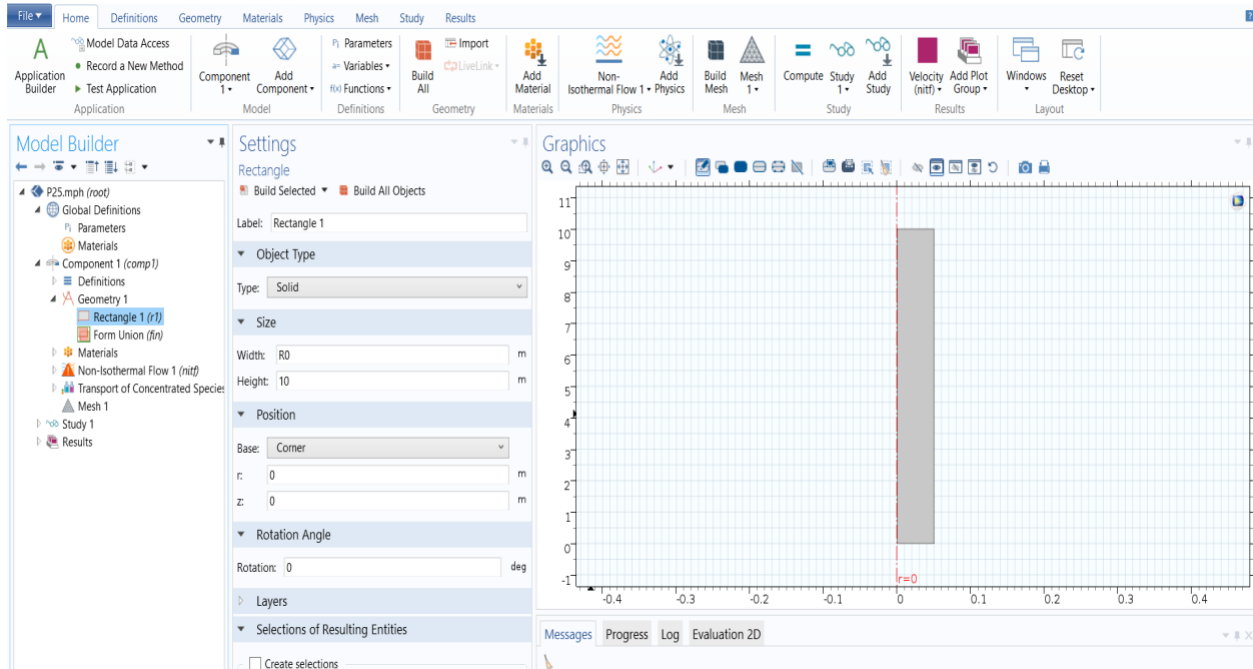 File Home Definitions Geometry Materials Physics Mesh Study Results
A Model Data Access
Record a New Method
Test Application
Application Builder
Application
Component 1
Add Component
Model
Pi Parameters
a= Variables
f(x) Functions
Definitions
Build All
Import
LiveLink
Geometry
Add Material
Materials
Non-Isothermal Flow 1
Add Physics
Physics
Build Mesh
Mesh 1
Mesh
Compute
Study 1
Add Study
Study
Velocity (nitf)
Add Plot Group
Results
Windows
Reset Desktop
Layout
Model Builder
P25.mph (root)
Global Definitions
Pi Parameters
Materials
Component 1 (comp1)
Definitions
Geometry 1
Rectangle 1 (r1)
Form Union (fin)
Materials
Non-Isothermal Flow 1 (nitf)
Transport of Concentrated Species
Mesh 1
Study 1
Results
Settings
Rectangle
Build Selected Build All Objects
Label: Rectangle 1
Object Type
Type: Solid
Size
Width: R0 m
Height: 10 m
Position
Base: Corner
r: 0 m
z: 0 m
Rotation Angle
Rotation: 0 deg
Layers
Selections of Resulting Entities
Create selections
Graphics
11
10
9
8
7
6
5
4
3
2
1
0
-1
r=0
-0.4 -0.3 -0.2 -0.1 0 0.1 0.2 0.3 0.4
Messages Progress Log Evaluation 2D